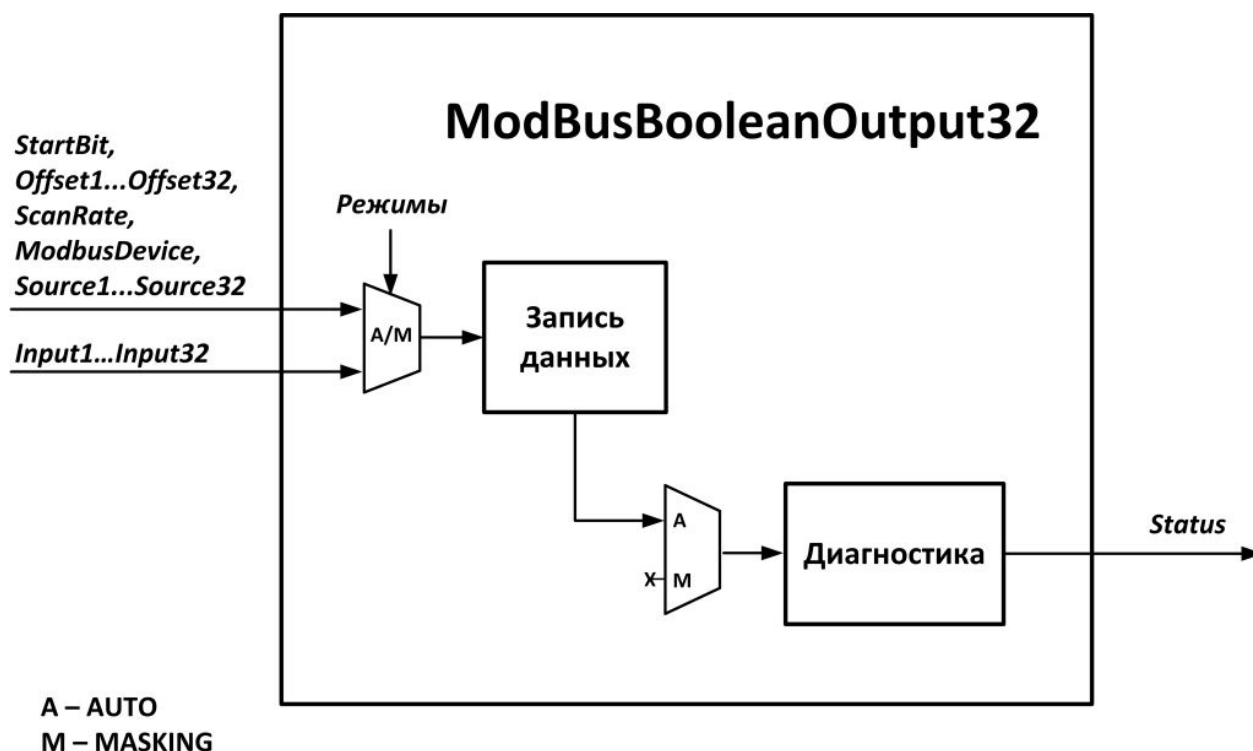 ModBusBooleanOutput32
StartBit,
Offset1...Offset32,
ScanRate,
ModbusDevice,
Source1...Source32
Input1...Input32
Режимы
A/M
Запись
данных
A
X
M
Диагностика
Status
A – AUTO
M – MASKING